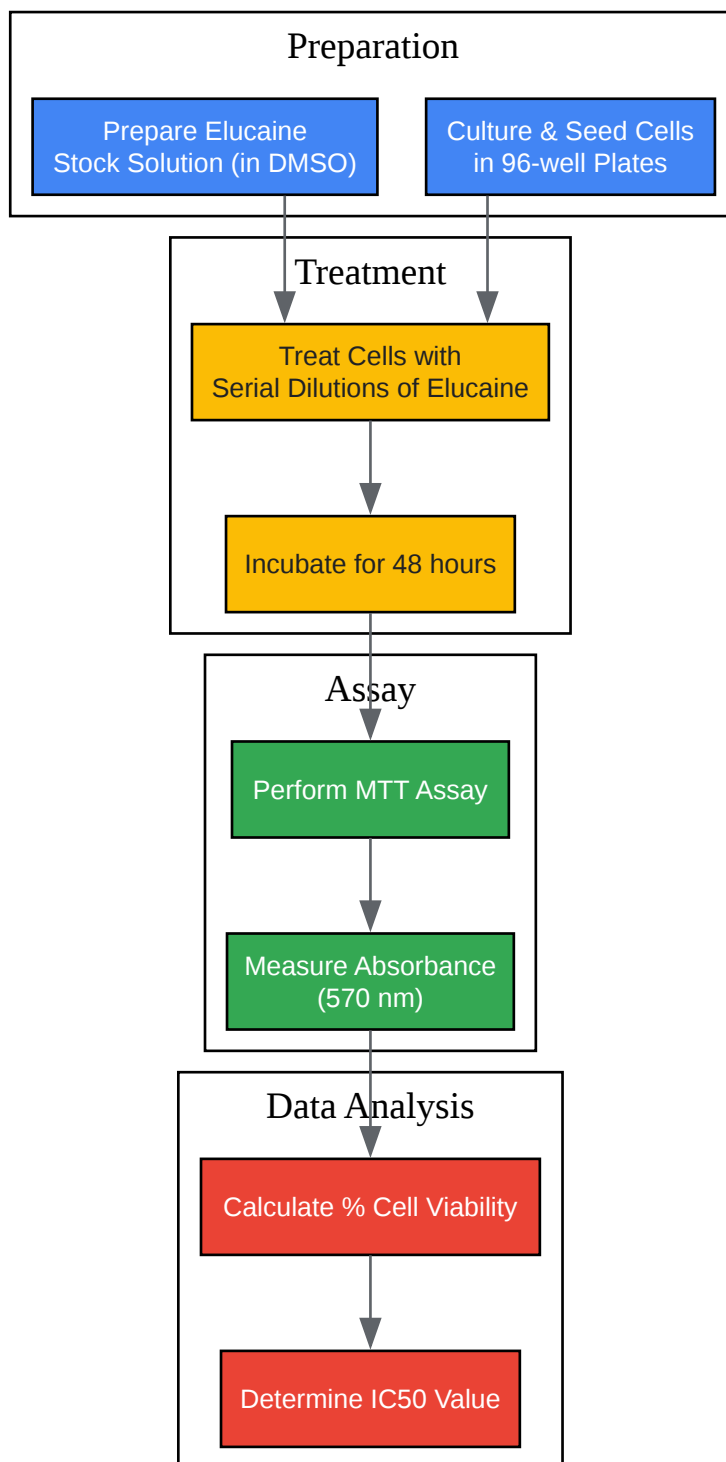 Preparation
Prepare Elucaine
Stock Solution (in DMSO)
Culture & Seed Cells
in 96-well Plates
Treatment
Treat Cells with
Serial Dilutions of Elucaine
Incubate for 48 hours
Assay
Perform MTT Assay
Measure Absorbance
(570 nm)
Data Analysis
Calculate % Cell Viability
Determine IC50 Value